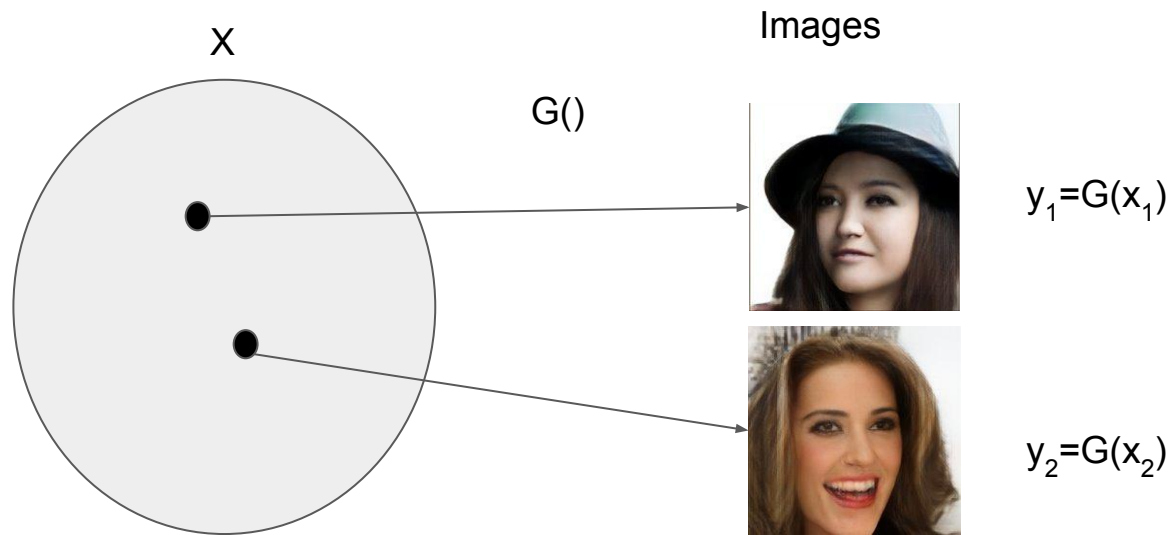 Images
X
G()
y₁=G(x₁)
y₂=G(x₂)